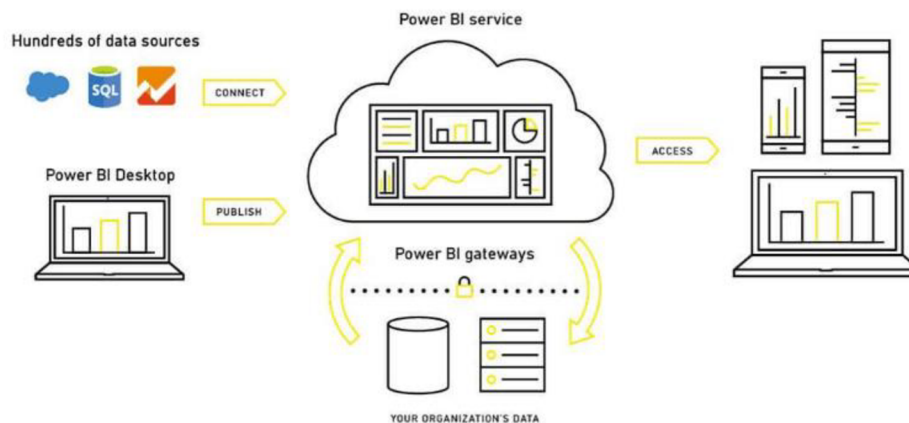 Power BI service
Hundreds of data sources
SQL
CONNECT
ACCESS
Power BI Desktop
PUBLISH
Power BI gateways
YOUR ORGANIZATION'S DATA